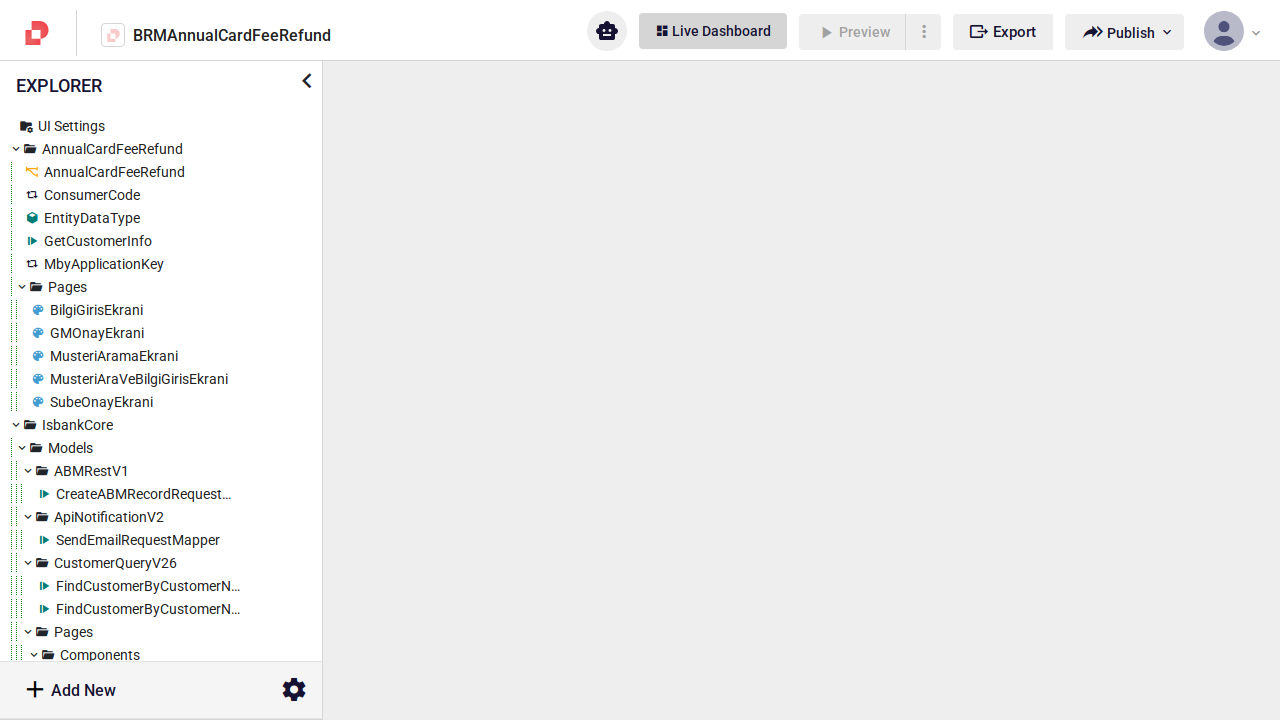 BRMAnnualCardFeeRefund
Live Dashboard
Preview
Export
Publish
EXPLORER
UI Settings
AnnualCardFeeRefund
AnnualCardFeeRefund
ConsumerCode
EntityDataType
GetCustomerInfo
MbyApplicationKey
Pages
BilgiGirisEkrani
GMOnayEkrani
MusteriAramaEkrani
MusteriAraVeBilgiGirisEkrani
SubeOnayEkrani
IsbankCore
Models
ABMRestV1
CreateABMRecordRequest...
ApiNotificationV2
SendEmailRequestMapper
CustomerQueryV26
FindCustomerByCustomerN...
FindCustomerByCustomerN...
Pages
Components
Add New